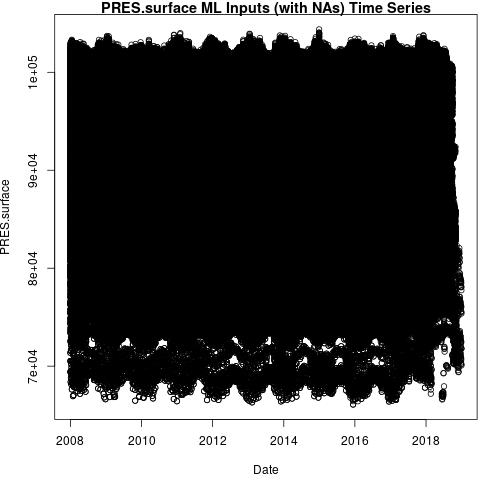 PRES.surface ML Inputs (with NAs) Time Series
PRES.surface
1e+05
9e+04
8e+04
7e+04
2008 2010 2012 2014 2016 2018
Date